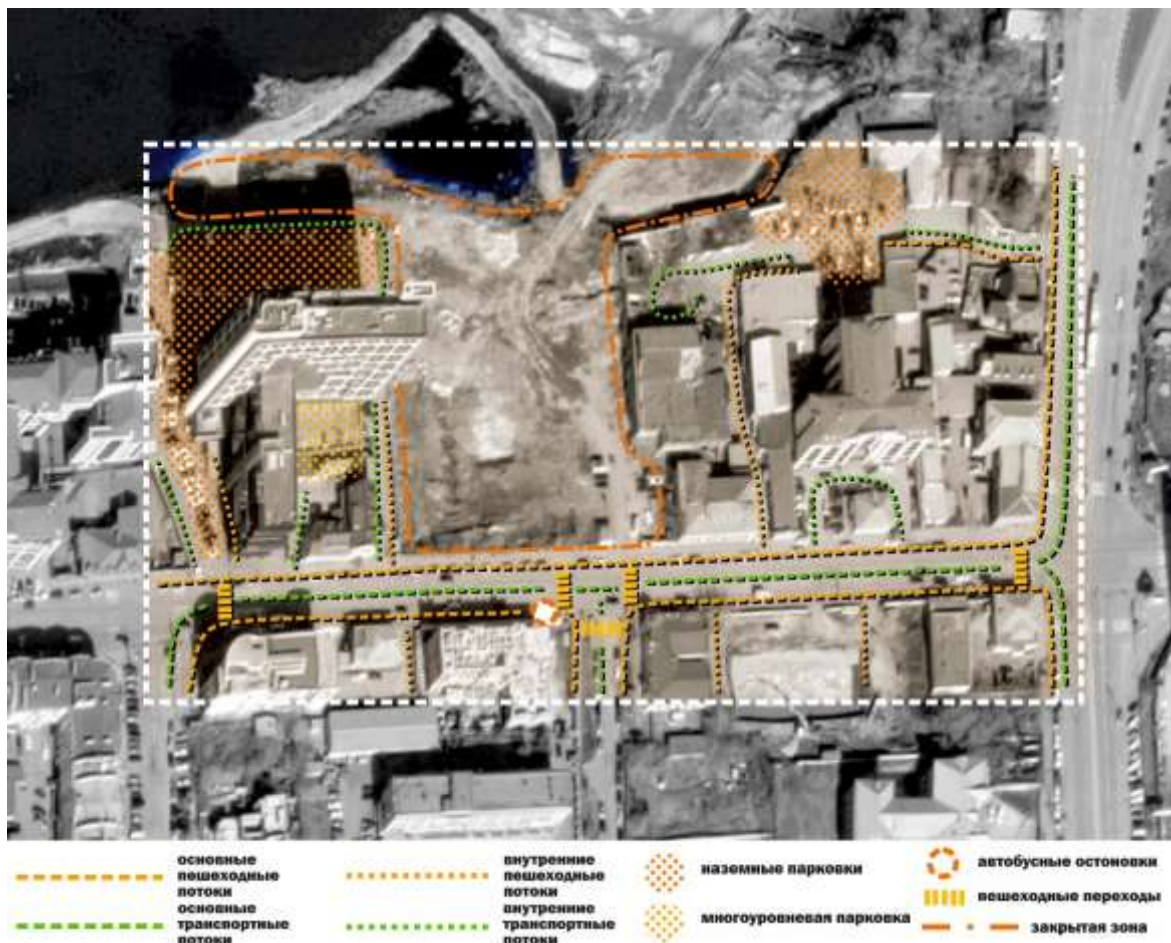 основные
пешеходные
потоки
основные
транспортные
потоки
внутренние
пешеходные
потоки
внутренние
транспортные
потоки
наземные парковки
многоуровневая парковка
автобусные остоновки
пешеходные переходы
закрытая зона